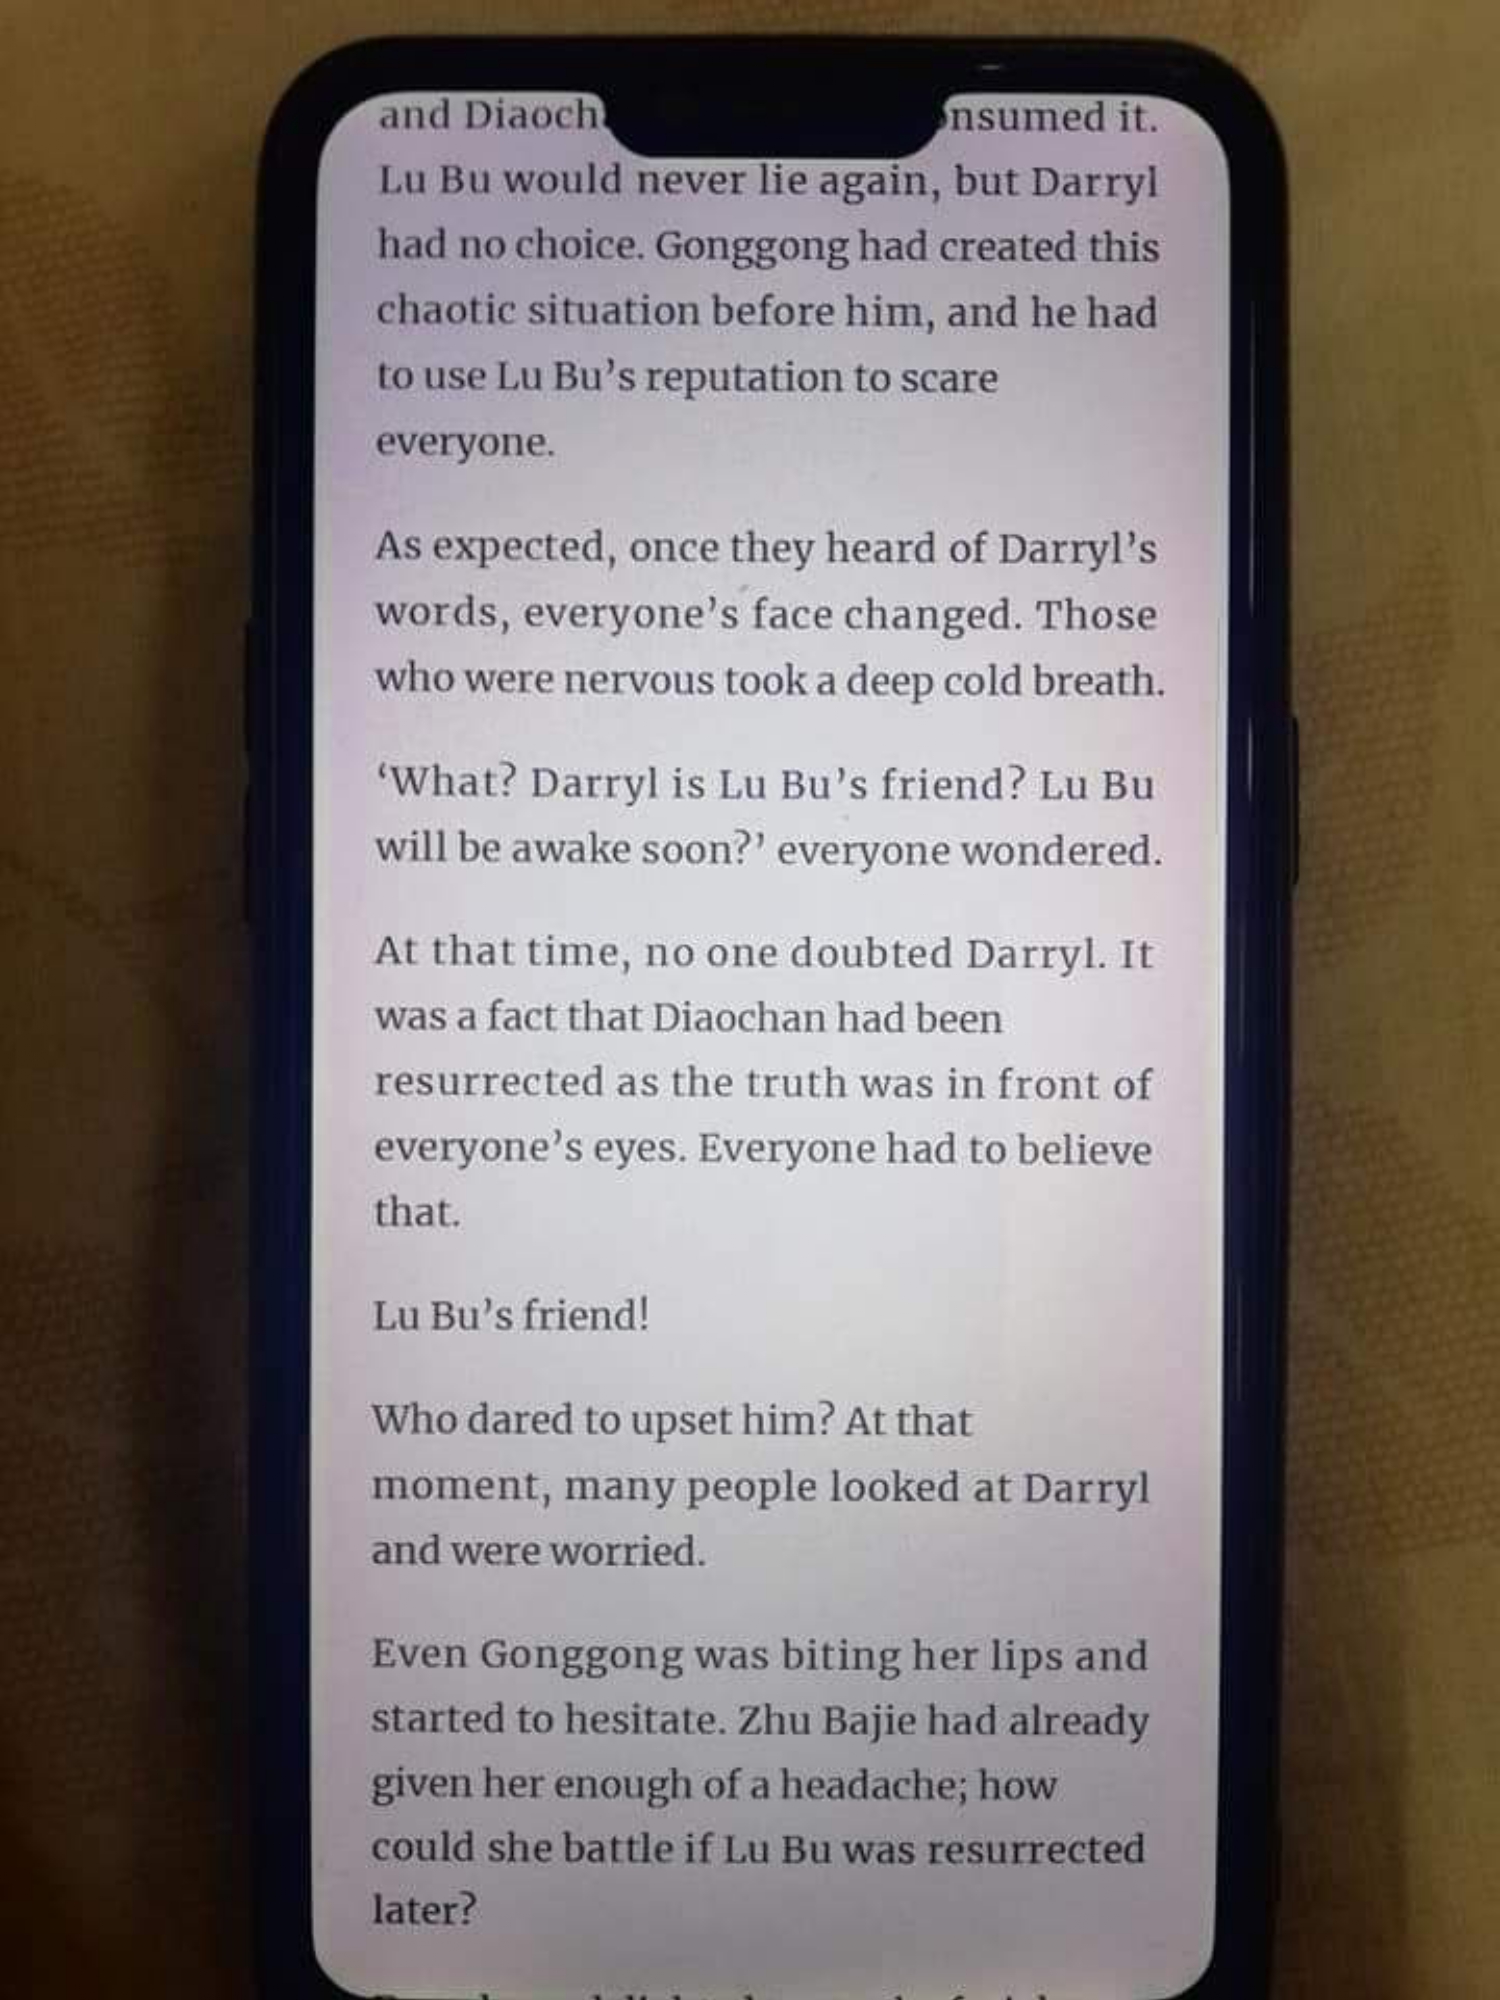 and Diaoch nsumed it.
Lu Bu would never lie again, but Darryl
had no choice. Gonggong had created this
chaotic situation before him, and he had
to use Lu Bu’s reputation to scare
everyone.
As expected, once they heard of Darryl’s
words, everyone’s face changed. Those
who were nervous took a deep cold breath.
‘What? Darryl is Lu Bu’s friend? Lu Bu
will be awake soon?’ everyone wondered.
At that time, no one doubted Darryl. It
was a fact that Diaochan had been
resurrected as the truth was in front of
everyone’s eyes. Everyone had to believe
that.
Lu Bu’s friend!
Who dared to upset him? At that
moment, many people looked at Darryl
and were worried.
Even Gonggong was biting her lips and
started to hesitate. Zhu Bajie had already
given her enough of a headache; how
could she battle if Lu Bu was resurrected
later?